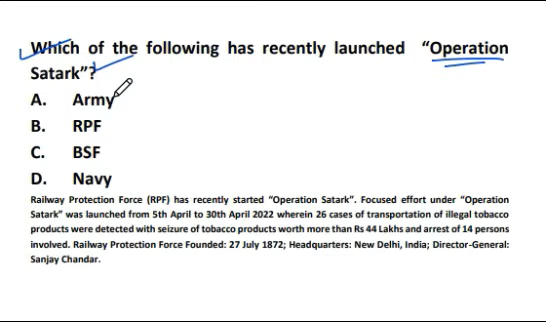 Which of the following has recently launched “Operation
Satark”?
A. Army
B. RPF
C. BSF
D. Navy
Railway Protection Force (RPF) has recently started “Operation Satark”. Focused effort under “Operation
Satark” was launched from 5th April to 30th April 2022 wherein 26 cases of transportation of illegal tobacco
products were detected with seizure of tobacco products worth more than Rs 44 Lakhs and arrest of 14 persons
involved. Railway Protection Force Founded: 27 July 1872; Headquarters: New Delhi, India; Director-General:
Sanjay Chandar.